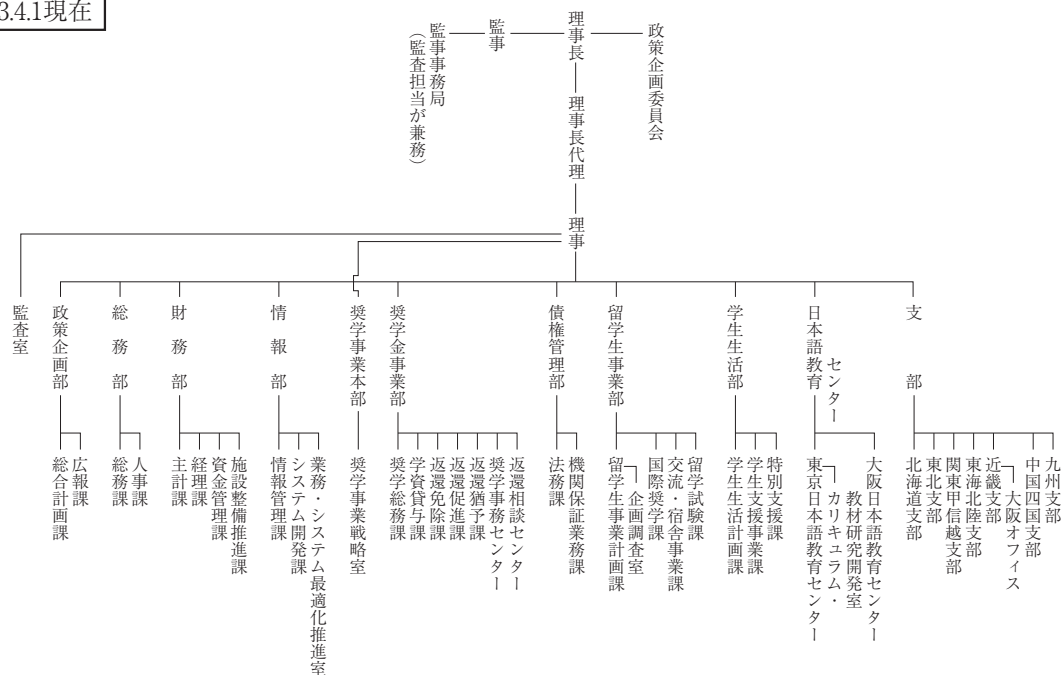 3.4.1現在
政策企画委員会
理事長
監事
監事事務局
（監査担当が兼務）
理事長代理
理事
監査室
政策企画部
総務部
財務部
情報部
奨学事業本部
奨学金事業部
債権管理部
留学生事業部
学生生活部
日本語教育
センター
支部
総合計画課
広報課
総務課
人事課
主計課
経理課
資金管理課
施設整備推進課
情報管理課
システム開発課
業務・システム最適化推進室
奨学事業戦略室
奨学総務課
学資貸与課
返還免除課
返還促進課
返還猶予課
奨学事務センター
返還相談センター
法務課
機関保証業務課
留学生事業計画課
企画調査室
国際奨学課
交流・宿舎事業課
留学試験課
学生生活計画課
学生支援事業課
特別支援課
東京日本語教育センター
カリキュラム・
教材研究開発室
大阪日本語教育センター
北海道支部
東北支部
関東甲信越支部
東海北陸支部
近畿支部
大阪オフィス
中国四国支部
九州支部